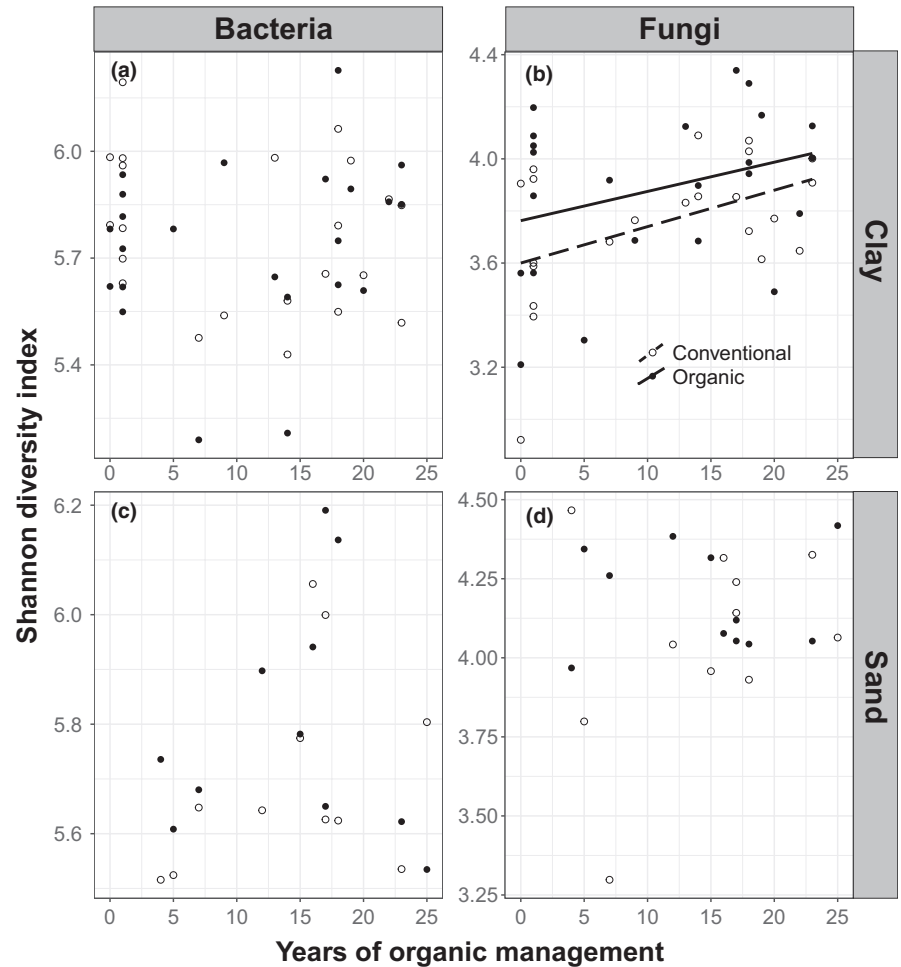 Bacteria
Fungi
(a)
6.0
5.7
5.4
0 5 10 15 20 25
(b)
4.4
4.0
3.6
3.2
Conventional
Organic
0 5 10 15 20 25
Clay
Shannon diversity index
(c)
6.2
6.0
5.8
5.6
0 5 10 15 20 25
(d)
4.50
4.25
4.00
3.75
3.50
3.25
0 5 10 15 20 25
Sand
Years of organic management